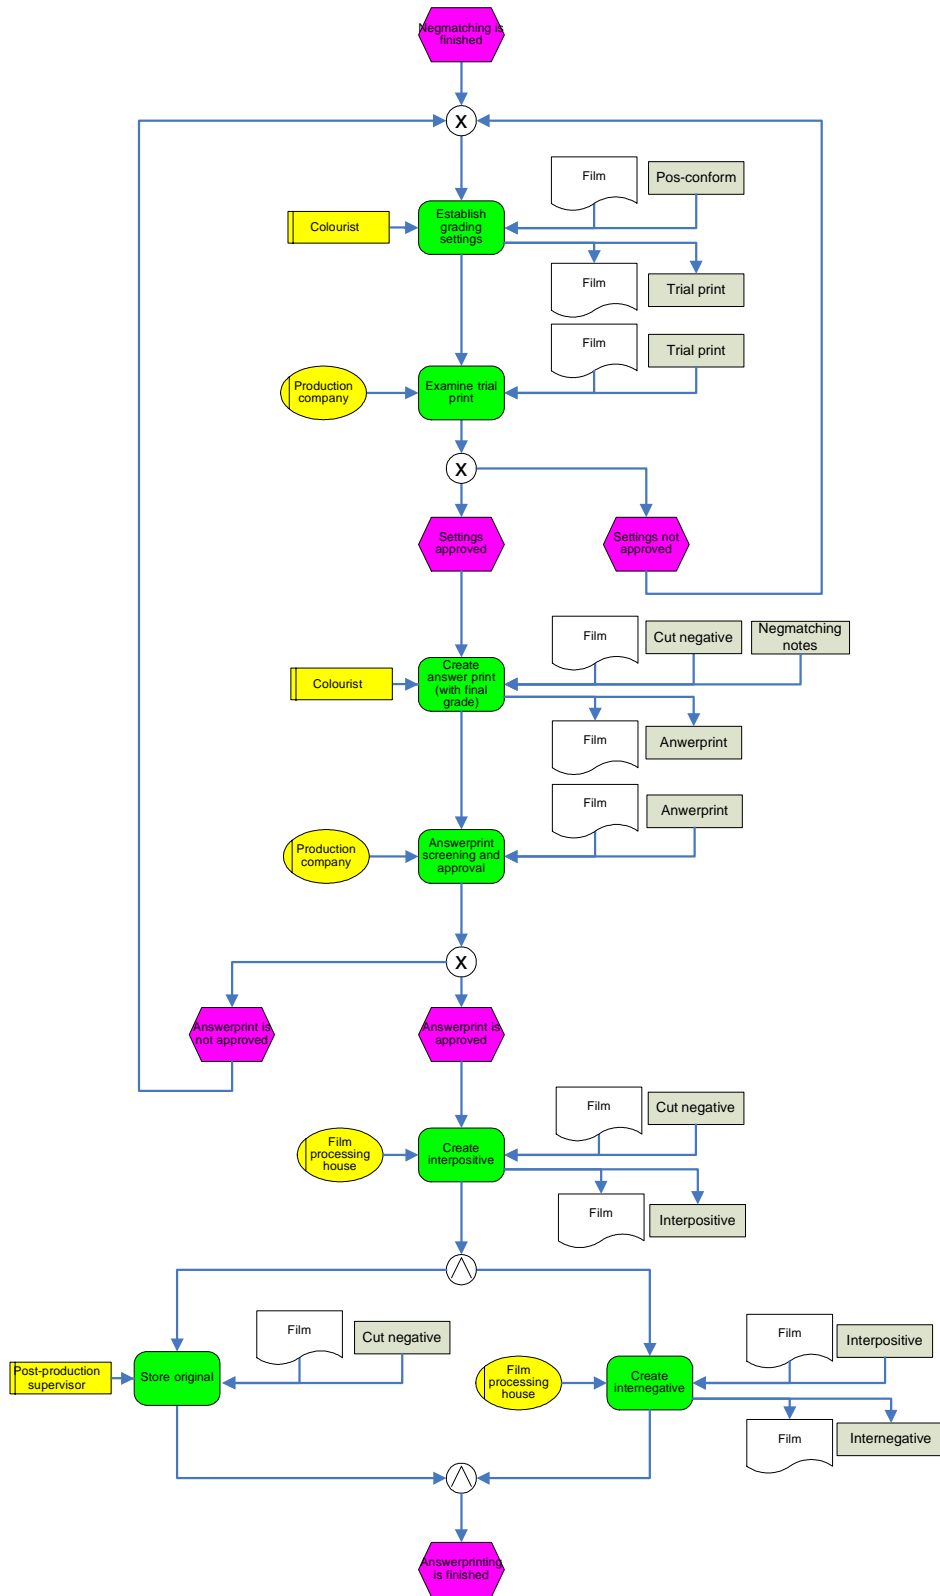 Negmatching is
finished
X
Film
Pos-conform
Colourist
Establish
grading
settings
Film
Trial print
Film
Trial print
Production
company
Examine trial
print
X
Settings
approved
Settings not
approved
Film
Cut negative
Negmatching
notes
Colourist
Create
answer print
(with final
grade)
Film
Anwerprint
Film
Anwerprint
Production
company
Answerprint
screening and
approval
X
Answerprint is
not approved
Answerprint is
approved
Film
Cut negative
Film
processing
house
Create
interpositive
Film
Interpositive
Film
Cut negative
Film
Interpositive
Post-production
supervisor
Store original
Film
processing
house
Create
internegative
Film
Internegative
Answerprinting
is finished